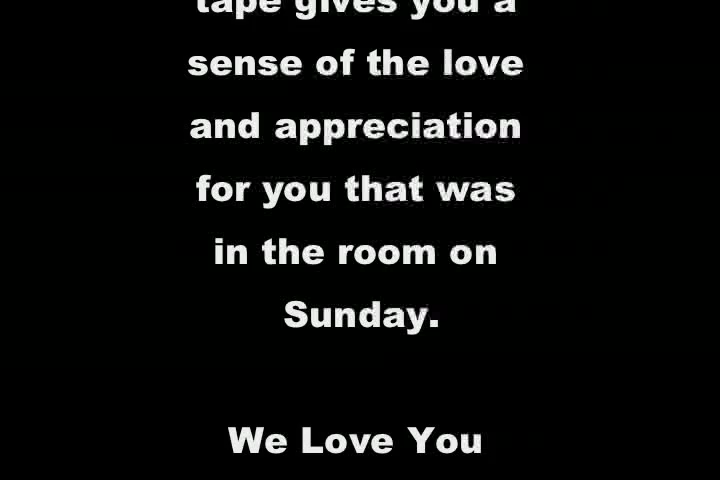 tape gives you a
sense of the love
and appreciation
for you that was
in the room on
Sunday.
We Love You